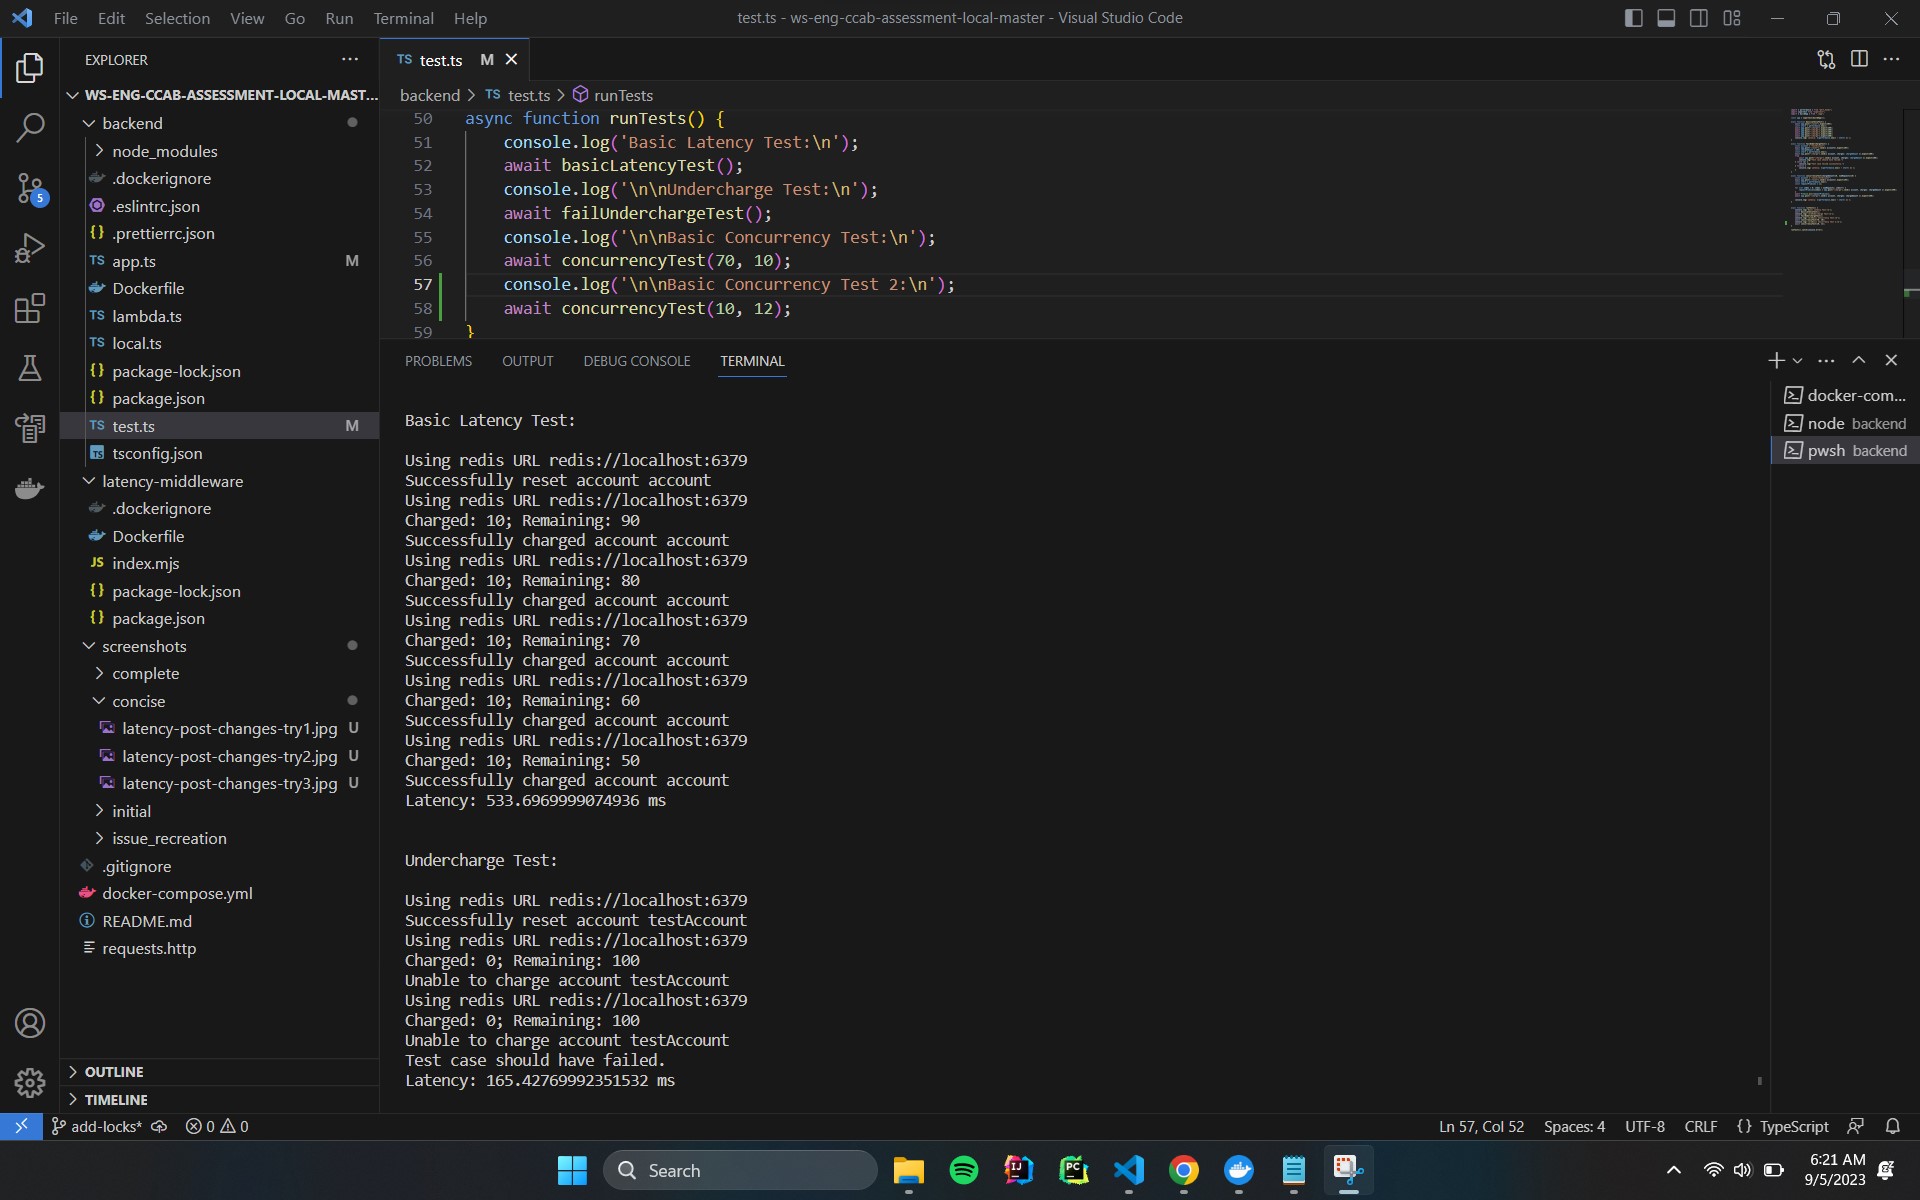 File Edit Selection View Go Run Terminal Help
test.ts - ws-eng-ccab-assessment-local-master - Visual Studio Code
EXPLORER
WS-ENG-CCAB-ASSESSMENT-LOCAL-MAST...
backend
node_modules
.dockerignore
.eslintrc.json
.prettierrc.json
TS app.ts M
Dockerfile
TS lambda.ts
TS local.ts
{} package-lock.json
{} package.json
TS test.ts M
TS tsconfig.json
latency-middleware
.dockerignore
Dockerfile
JS index.mjs
{} package-lock.json
{} package.json
screenshots
complete
concise
latency-post-changes-try1.jpg U
latency-post-changes-try2.jpg U
latency-post-changes-try3.jpg U
initial
issue_recreation
.gitignore
docker-compose.yml
README.md
requests.http
OUTLINE
TIMELINE
5
TS test.ts M
backend > TS test.ts > runTests
50 async function runTests() {
51 console.log('Basic Latency Test:\n');
52 await basicLatencyTest();
53 console.log('\n\nUndercharge Test:\n');
54 await failUnderchargeTest();
55 console.log('\n\nBasic Concurrency Test:\n');
56 await concurrencyTest(70, 10);
57 console.log('\n\nBasic Concurrency Test 2:\n');
58 await concurrencyTest(10, 12);
59 }
PROBLEMS OUTPUT DEBUG CONSOLE TERMINAL
docker-com...
node backend
pwsh backend
Basic Latency Test:
Using redis URL redis://localhost:6379
Successfully reset account account
Using redis URL redis://localhost:6379
Charged: 10; Remaining: 90
Successfully charged account account
Using redis URL redis://localhost:6379
Charged: 10; Remaining: 80
Successfully charged account account
Using redis URL redis://localhost:6379
Charged: 10; Remaining: 70
Successfully charged account account
Using redis URL redis://localhost:6379
Charged: 10; Remaining: 60
Successfully charged account account
Using redis URL redis://localhost:6379
Charged: 10; Remaining: 50
Successfully charged account account
Latency: 533.6969999074936 ms
Undercharge Test:
Using redis URL redis://localhost:6379
Successfully reset account testAccount
Using redis URL redis://localhost:6379
Charged: 0; Remaining: 100
Unable to charge account testAccount
Using redis URL redis://localhost:6379
Charged: 0; Remaining: 100
Unable to charge account testAccount
Test case should have failed.
Latency: 165.42769992351532 ms
add-locks* 0 0
Ln 57, Col 52 Spaces: 4 UTF-8 CRLF {} TypeScript
Search
IJ
PC
6:21 AM
9/5/2023